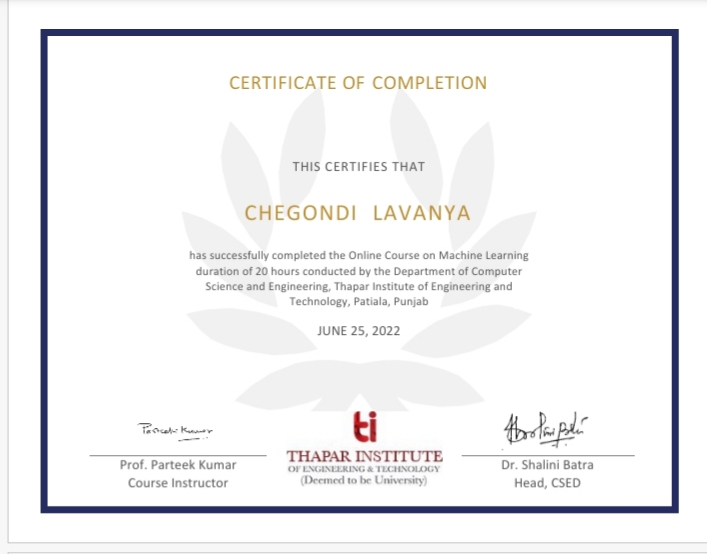 CERTIFICATE OF COMPLETION
THIS CERTIFIES THAT
CHEGONDI LAVANYA
has successfully completed the Online Course on Machine Learning
duration of 20 hours conducted by the Department of Computer
Science and Engineering, Thapar Institute of Engineering and
Technology, Patiala, Punjab
JUNE 25, 2022
Parteek Kumar
Prof. Parteek Kumar
Course Instructor
ti
THAPAR INSTITUTE
OF ENGINEERING & TECHNOLOGY
(Deemed to be University)
Dr. Shalini Batra
Head, CSED